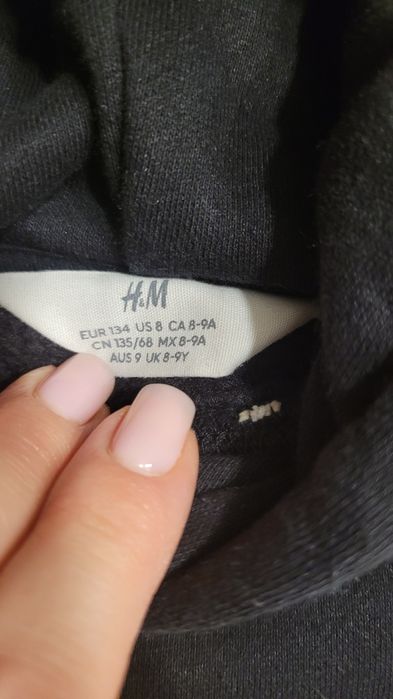 H&M
EUR 134 US 8 CA 8-9A
CN 135/68 MX 8-9A
AUS 9 UK 8-9Y